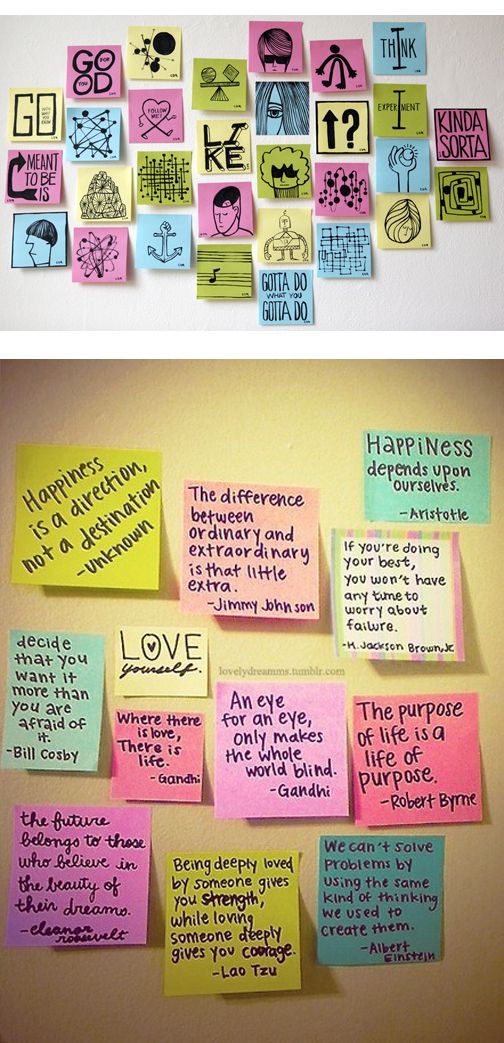 GO
OD
FOR
YOU
THINK
GO
FOLLOW
ME!
LI
KE
↑?
EXPERIMENT
KINDA
SORTA
MEANT
TO BE
IS
GOTTA DO
WHAT YOU
GOTTA DO.
Happiness
is a direction,
not a destination
-unknown
The difference
between
ordinary and
extraordinary
is that little
extra.
-Jimmy Johnson
HAPPINESS
depends upon
ourselves.
-Aristotle
If you're doing
your best,
you won't have
any time to
worry about
failure.
-H. Jackson Brown, Jr.
decide
that you
want it
more than
you are
afraid of
it.
-Bill Cosby
LOVE
yourself.
lovelydreamms.tumblr.com
Where there
is love,
There is
life.
-Gandhi
An eye
for an eye,
only makes
the whole
world blind.
-Gandhi
The purpose
of life is a
life of
purpose.
-Robert Byrne
the future
belongs to those
who believe in
the beauty of
their dreams.
-eleanor
roosevelt
Being deeply loved
by someone gives
you strength,
while loving
someone deeply
gives you courage.
-Lao Tzu
We can't solve
problems by
using the same
kind of thinking
we used to
create them.
-Albert
Einstein